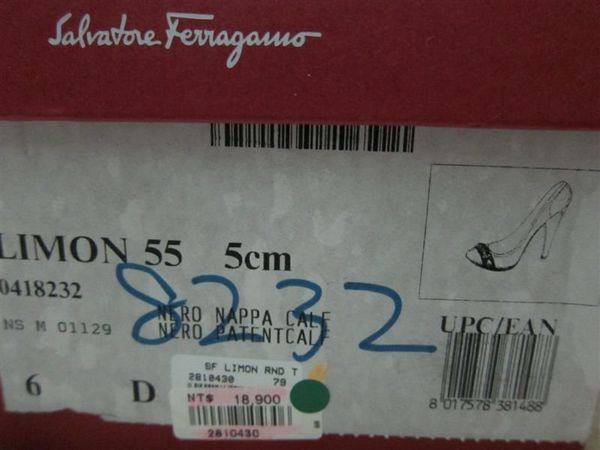 Salvatore Ferragamo
LIMON 55 5cm
0418232
8232
NERO NAPPA CALF
NS M 01129 NERO PATENTCALF
UPC/EAN
SF LIMON RND T
2810430 79
6 D
NT$ 18,900
8 017578 381488
2810430